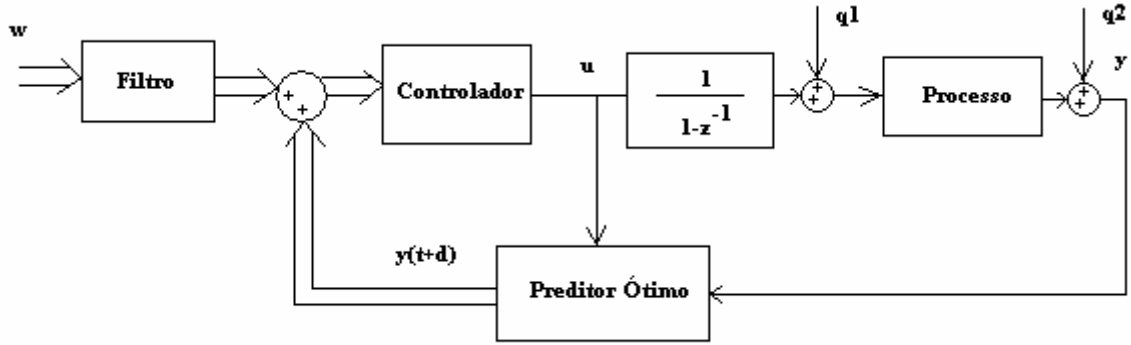 w
Filtro
+
+
Controlador
u
1
1-z^-1
q1
+
+
Processo
q2
y
+
+
y(t+d)
Preditor Ótimo